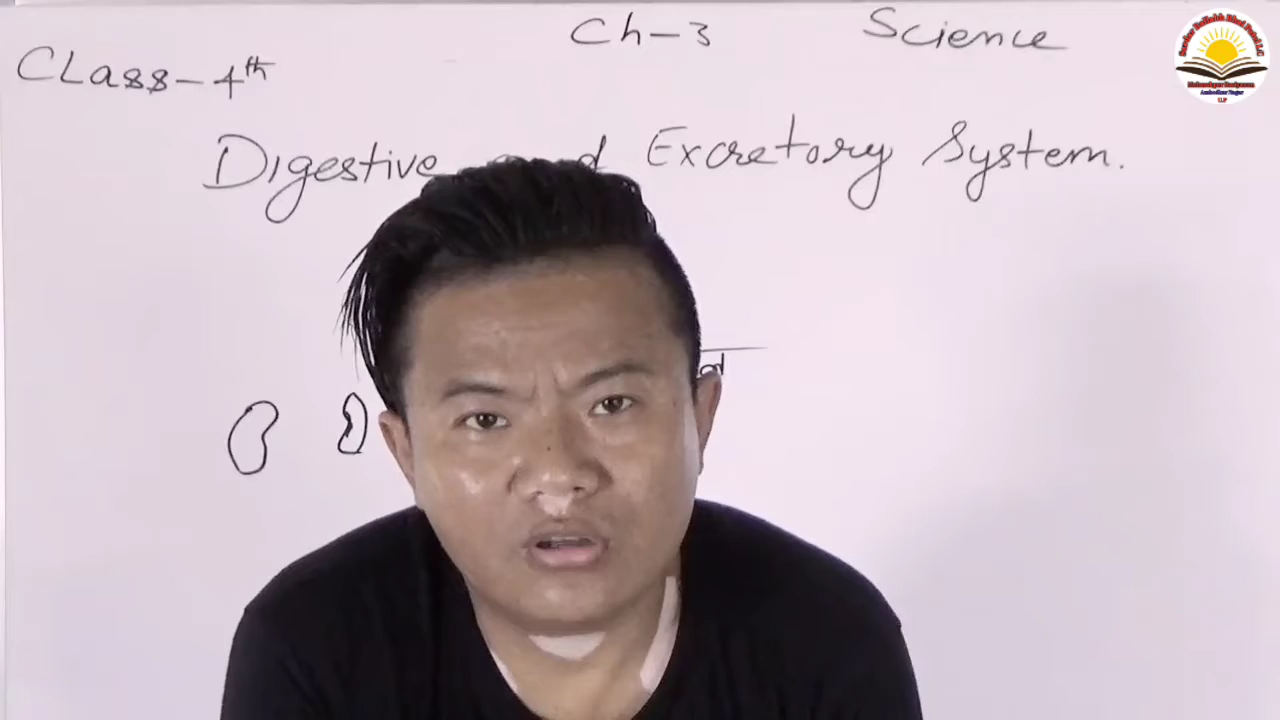 Ch-3 Science
Class-4th
Digestive and Excretory System.